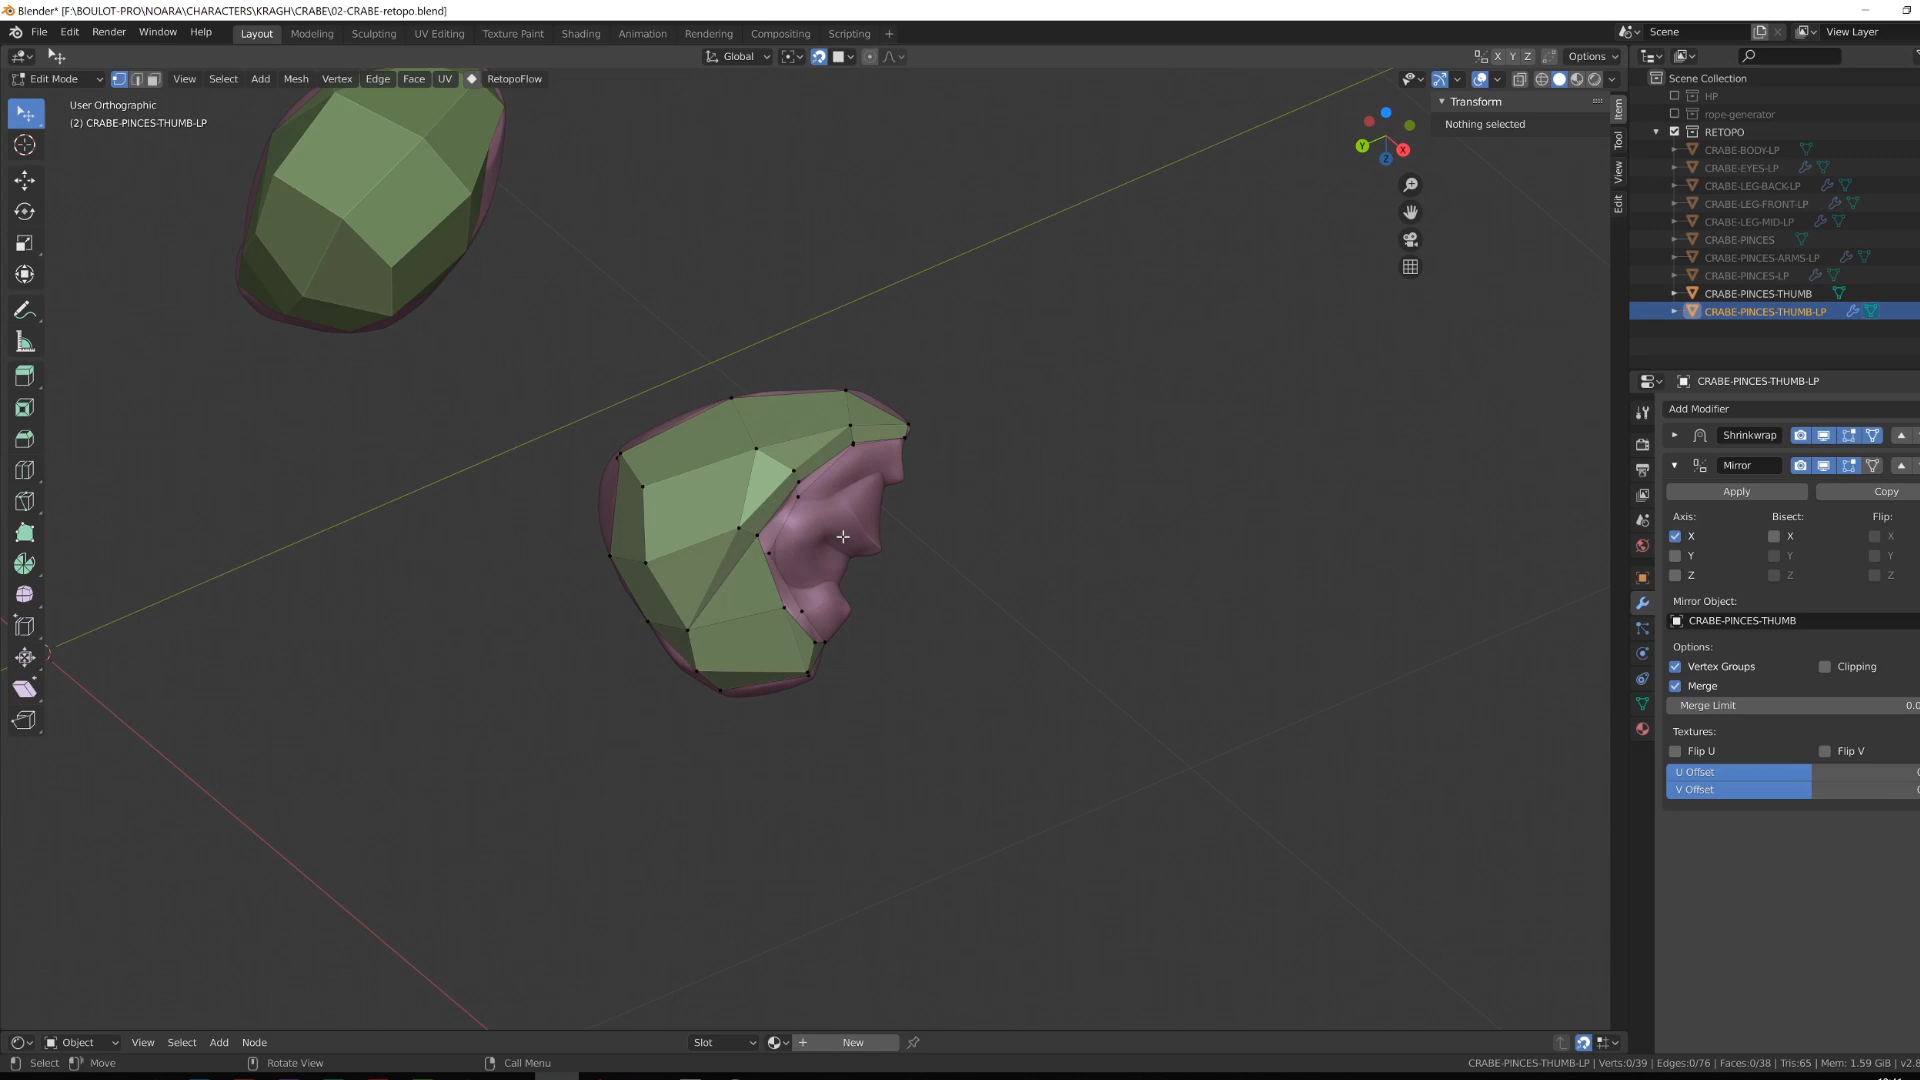 Blender* [F:\BOULOT-PRO\NOARA\CHARACTERS\KRAGH\CRABE\02-CRABE-retopo.blend]
File Edit Render Window Help Layout Modeling Sculpting UV Editing Texture Paint Shading Animation Rendering Compositing Scripting + Scene View Layer
Global X Y Z Options
Edit Mode View Select Add Mesh Vertex Edge Face UV RetopoFlow
User Orthographic
(2) CRABE-PINCES-THUMB-LP
Transform
Nothing selected
Item
Tool
View
Edit
Y X Z
Scene Collection
HP
rope-generator
RETOPO
CRABE-BODY-LP
CRABE-EYES-LP
CRABE-LEG-BACK-LP
CRABE-LEG-FRONT-LP
CRABE-LEG-MID-LP
CRABE-PINCES
CRABE-PINCES-ARMS-LP
CRABE-PINCES-LP
CRABE-PINCES-THUMB
CRABE-PINCES-THUMB-LP
CRABE-PINCES-THUMB-LP
Add Modifier
Shrinkwrap
Mirror
Apply Copy
Axis: Bisect: Flip:
X X X
Y Y Y
Z Z Z
Mirror Object:
CRABE-PINCES-THUMB
Options:
Vertex Groups Clipping
Merge
Merge Limit 0.0
Textures:
Flip U Flip V
U Offset
V Offset
Object View Select Add Node Slot + New
Select Move Rotate View Call Menu CRABE-PINCES-THUMB-LP | Verts:0/39 | Edges:0/76 | Faces:0/38 | Tris:65 | Mem: 1.59 GiB | v2.8